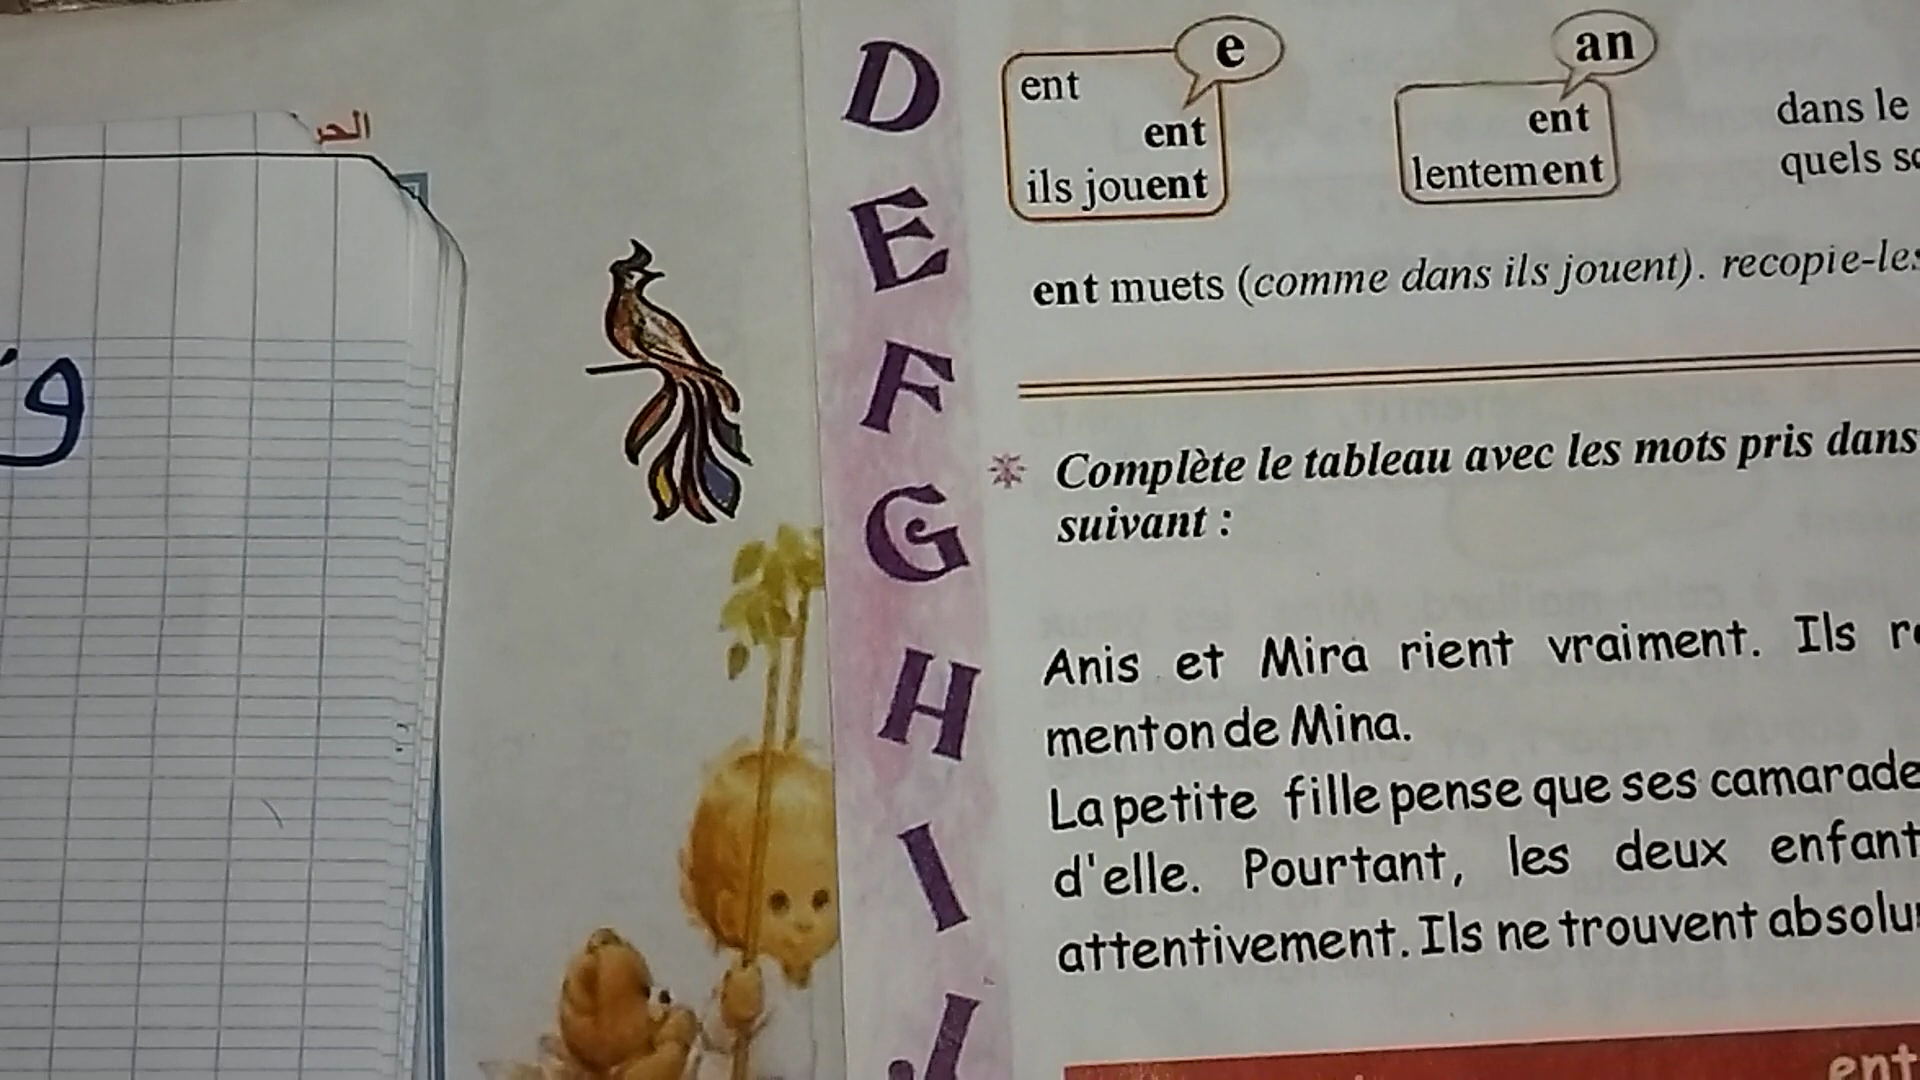 الحر
و
D
E
F
G
H
I
J
e
ent
ent
ils jouent
an
ent
lentement
dans le
quels
ent muets (comme dans ils jouent). recopie-les
Complète le tableau avec les mots pris dans
suivant :
Anis et Mira rient vraiment. Ils
menton de Mina.
La petite fille pense que ses camarade
d'elle. Pourtant, les deux enfant
attentivement. Ils ne trouvent absolu
ent